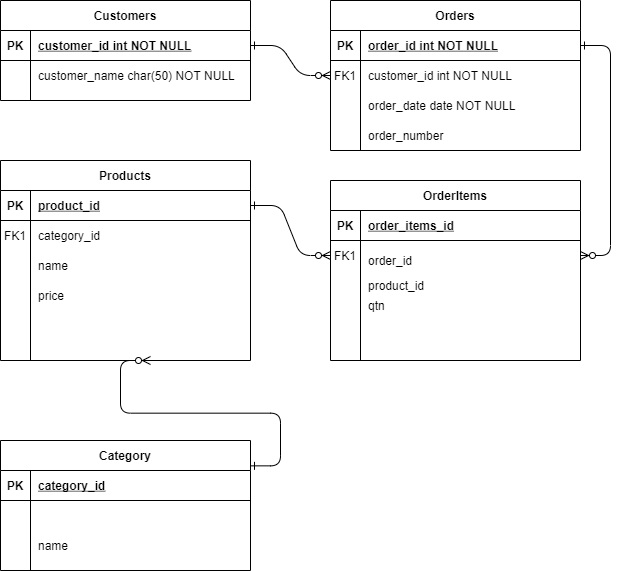 Customers
PK customer_id int NOT NULL
customer_name char(50) NOT NULL
Orders
PK order_id int NOT NULL
FK1 customer_id int NOT NULL
order_date date NOT NULL
order_number
Products
PK product_id
FK1 category_id
name
price
OrderItems
PK order_items_id
FK1 order_id
product_id
qtn
Category
PK category_id
name